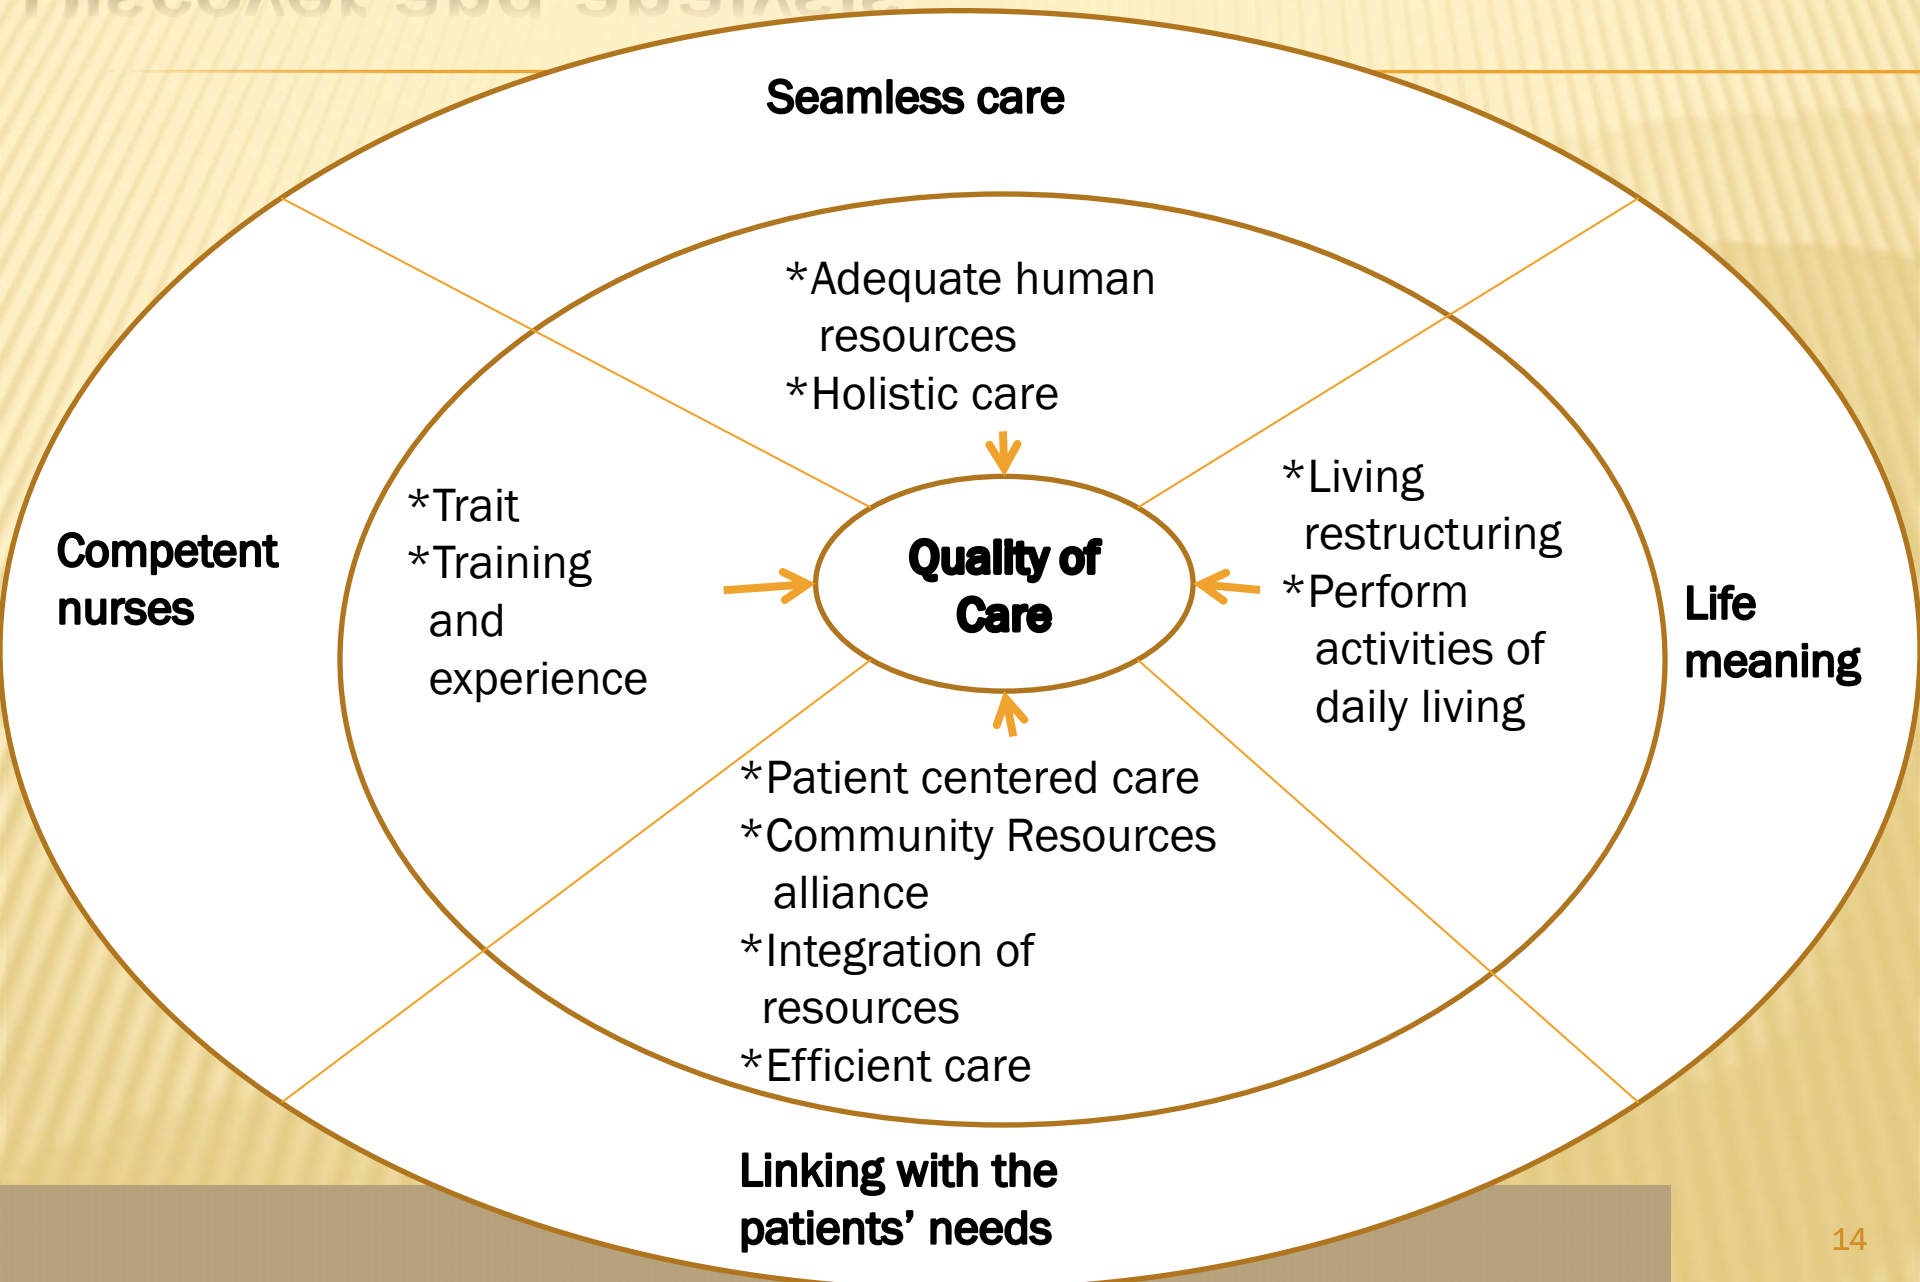 Seamless care
*Adequate human
resources
*Holistic care
Competent
nurses
*Trait
*Training
and
experience
Quality of
Care
*Living
restructuring
*Perform
activities of
daily living
Life
meaning
*Patient centered care
*Community Resources
alliance
*Integration of
resources
*Efficient care
Linking with the
patients’ needs
14